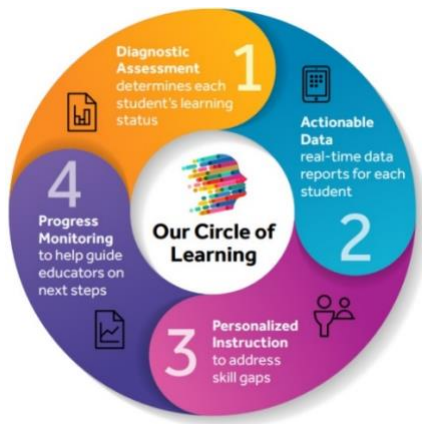 1
Diagnostic
Assessment
determines each
student's learning
status
Actionable
Data
real-time data
reports for each
student
2
Our Circle of
Learning
3
Personalized
Instruction
to address
skill gaps
4
Progress
Monitoring
to help guide
educators on
next steps